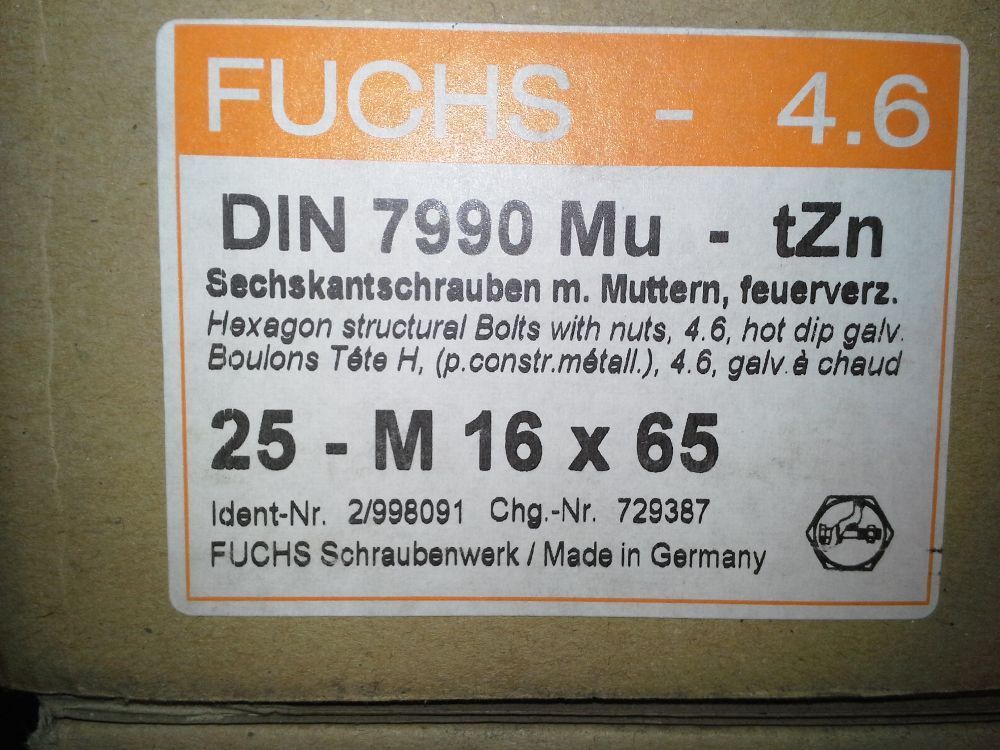 FUCHS - 4.6
DIN 7990 Mu - tZn
Sechskantschrauben m. Muttern, feuerverz.
Hexagon structural Bolts with nuts, 4.6, hot dip galv.
Boulons Tête H, (p.constr.métall.), 4.6, galv.à chaud
25 - M 16 x 65
Ident-Nr. 2/998091 Chg.-Nr. 729387
FUCHS Schraubenwerk / Made in Germany